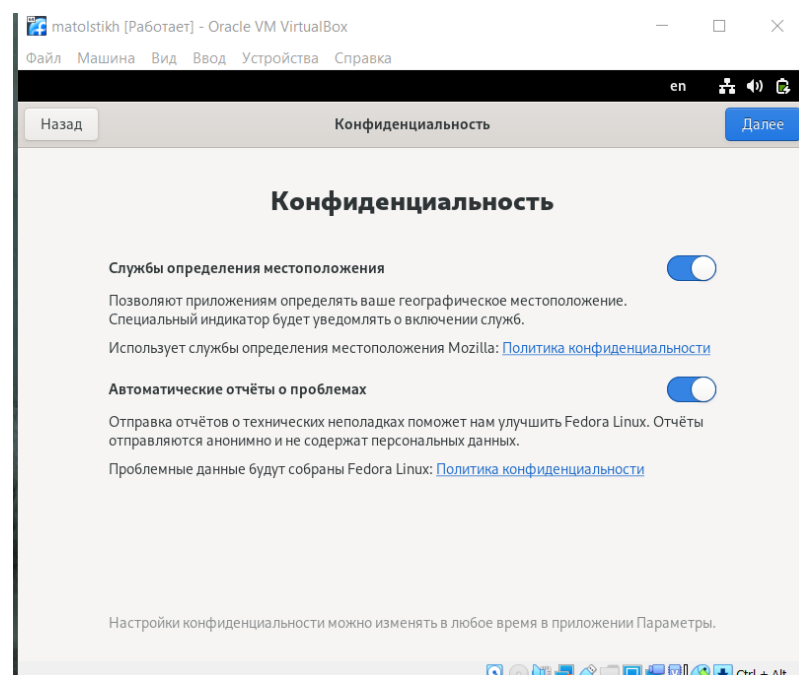 matolstikh [Работает] - Oracle VM VirtualBox
Файл Машина Вид Ввод Устройства Справка
en
Назад Конфиденциальность Далее
Конфиденциальность
Службы определения местоположения
Позволяют приложениям определять ваше географическое местоположение.
Специальный индикатор будет уведомлять о включении служб.
Использует службы определения местоположения Mozilla: Политика конфиденциальности
Автоматические отчёты о проблемах
Отправка отчётов о технических неполадках поможет нам улучшить Fedora Linux. Отчёты
отправляются анонимно и не содержат персональных данных.
Проблемные данные будут собраны Fedora Linux: Политика конфиденциальности
Настройки конфиденциальности можно изменять в любое время в приложении Параметры.
Ctrl + Alt